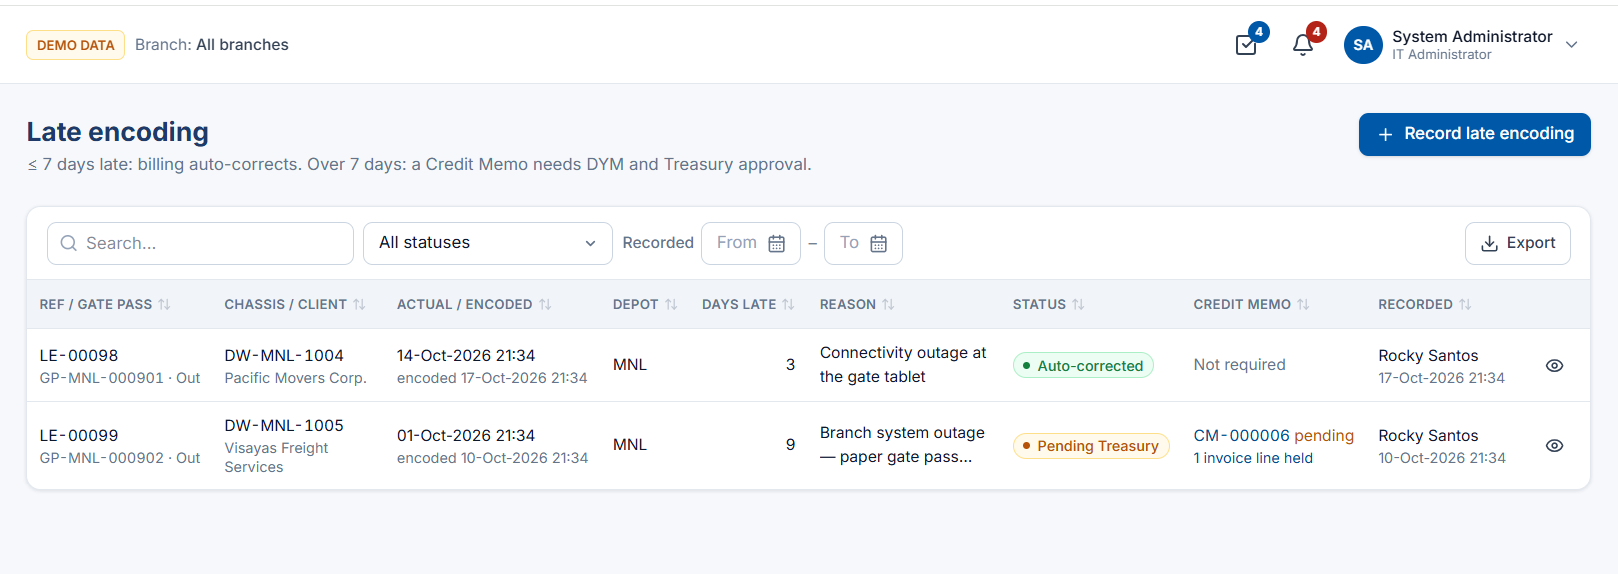 DEMO DATA Branch: All branches
4 4 SA System Administrator
IT Administrator
Late encoding
≤ 7 days late: billing auto-corrects. Over 7 days: a Credit Memo needs DYM and Treasury approval.
+ Record late encoding
Search... All statuses Recorded From – To Export
REF / GATE PASS CHASSIS / CLIENT ACTUAL / ENCODED DEPOT DAYS LATE REASON STATUS CREDIT MEMO RECORDED
LE-00098
GP-MNL-000901 · Out
DW-MNL-1004
Pacific Movers Corp.
14-Oct-2026 21:34
encoded 17-Oct-2026 21:34
MNL
3
Connectivity outage at
the gate tablet
Auto-corrected
Not required
Rocky Santos
17-Oct-2026 21:34
LE-00099
GP-MNL-000902 · Out
DW-MNL-1005
Visayas Freight
Services
01-Oct-2026 21:34
encoded 10-Oct-2026 21:34
MNL
9
Branch system outage
— paper gate pass...
Pending Treasury
CM-000006 pending
1 invoice line held
Rocky Santos
10-Oct-2026 21:34